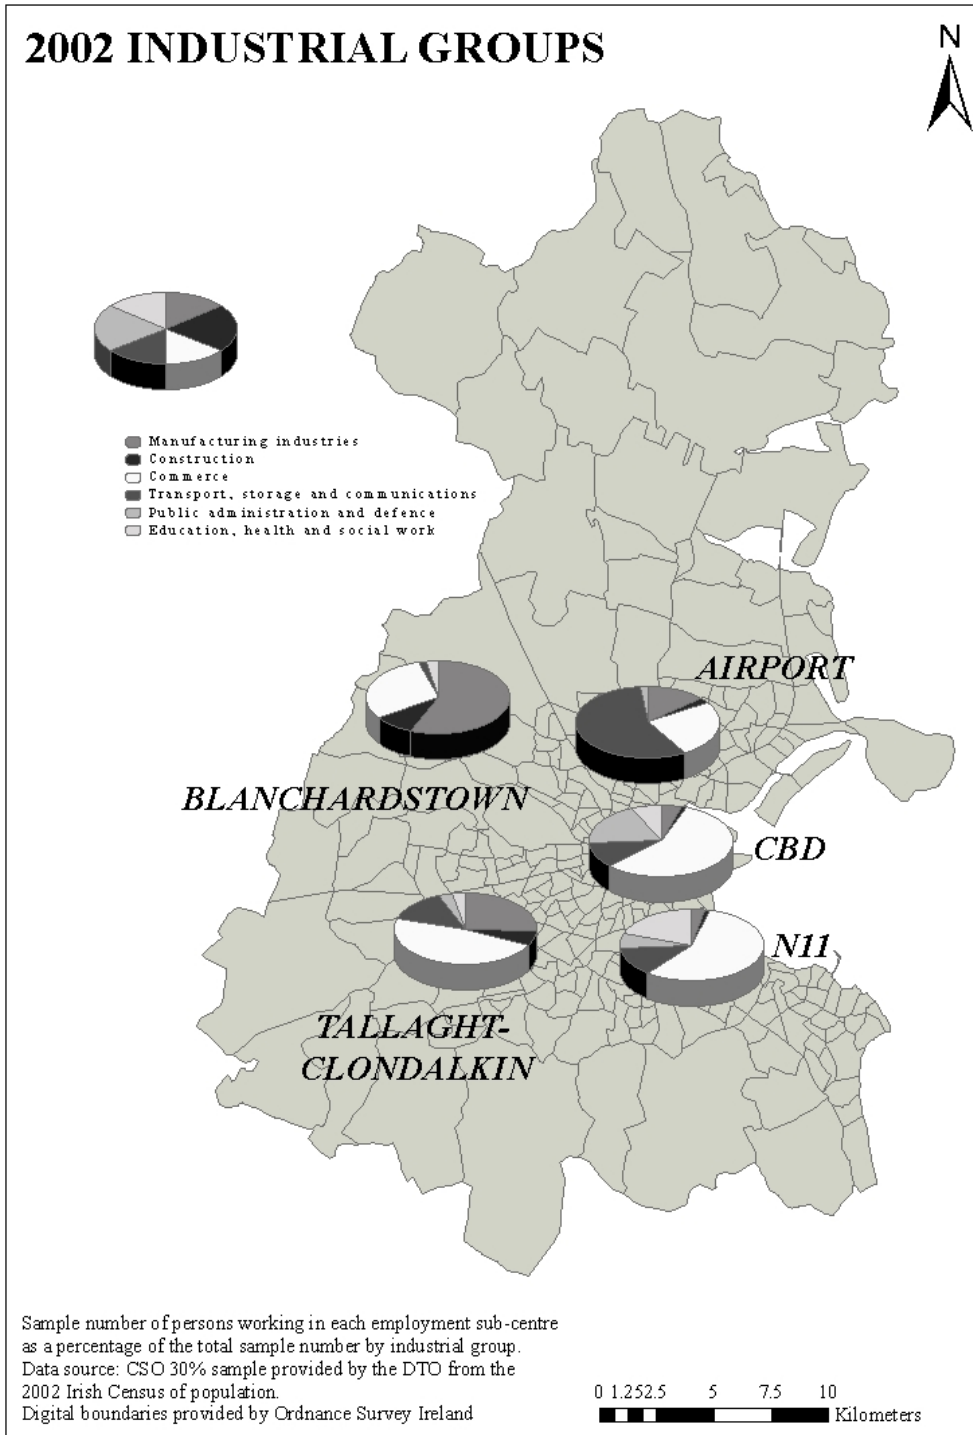 2002 INDUSTRIAL GROUPS
N
Manufacturing industries
Construction
Commerce
Transport, storage and communications
Public administration and defence
Education, health and social work
AIRPORT
BLANCHARDSTOWN
CBD
N11
TALLAGHT-
CLONDALKIN
Sample number of persons working in each employment sub-centre
as a percentage of the total sample number by industrial group.
Data source: CSO 30% sample provided by the DTO from the
2002 Irish Census of population.
Digital boundaries provided by Ordnance Survey Ireland
0 1.252.5 5 7.5 10
Kilometers